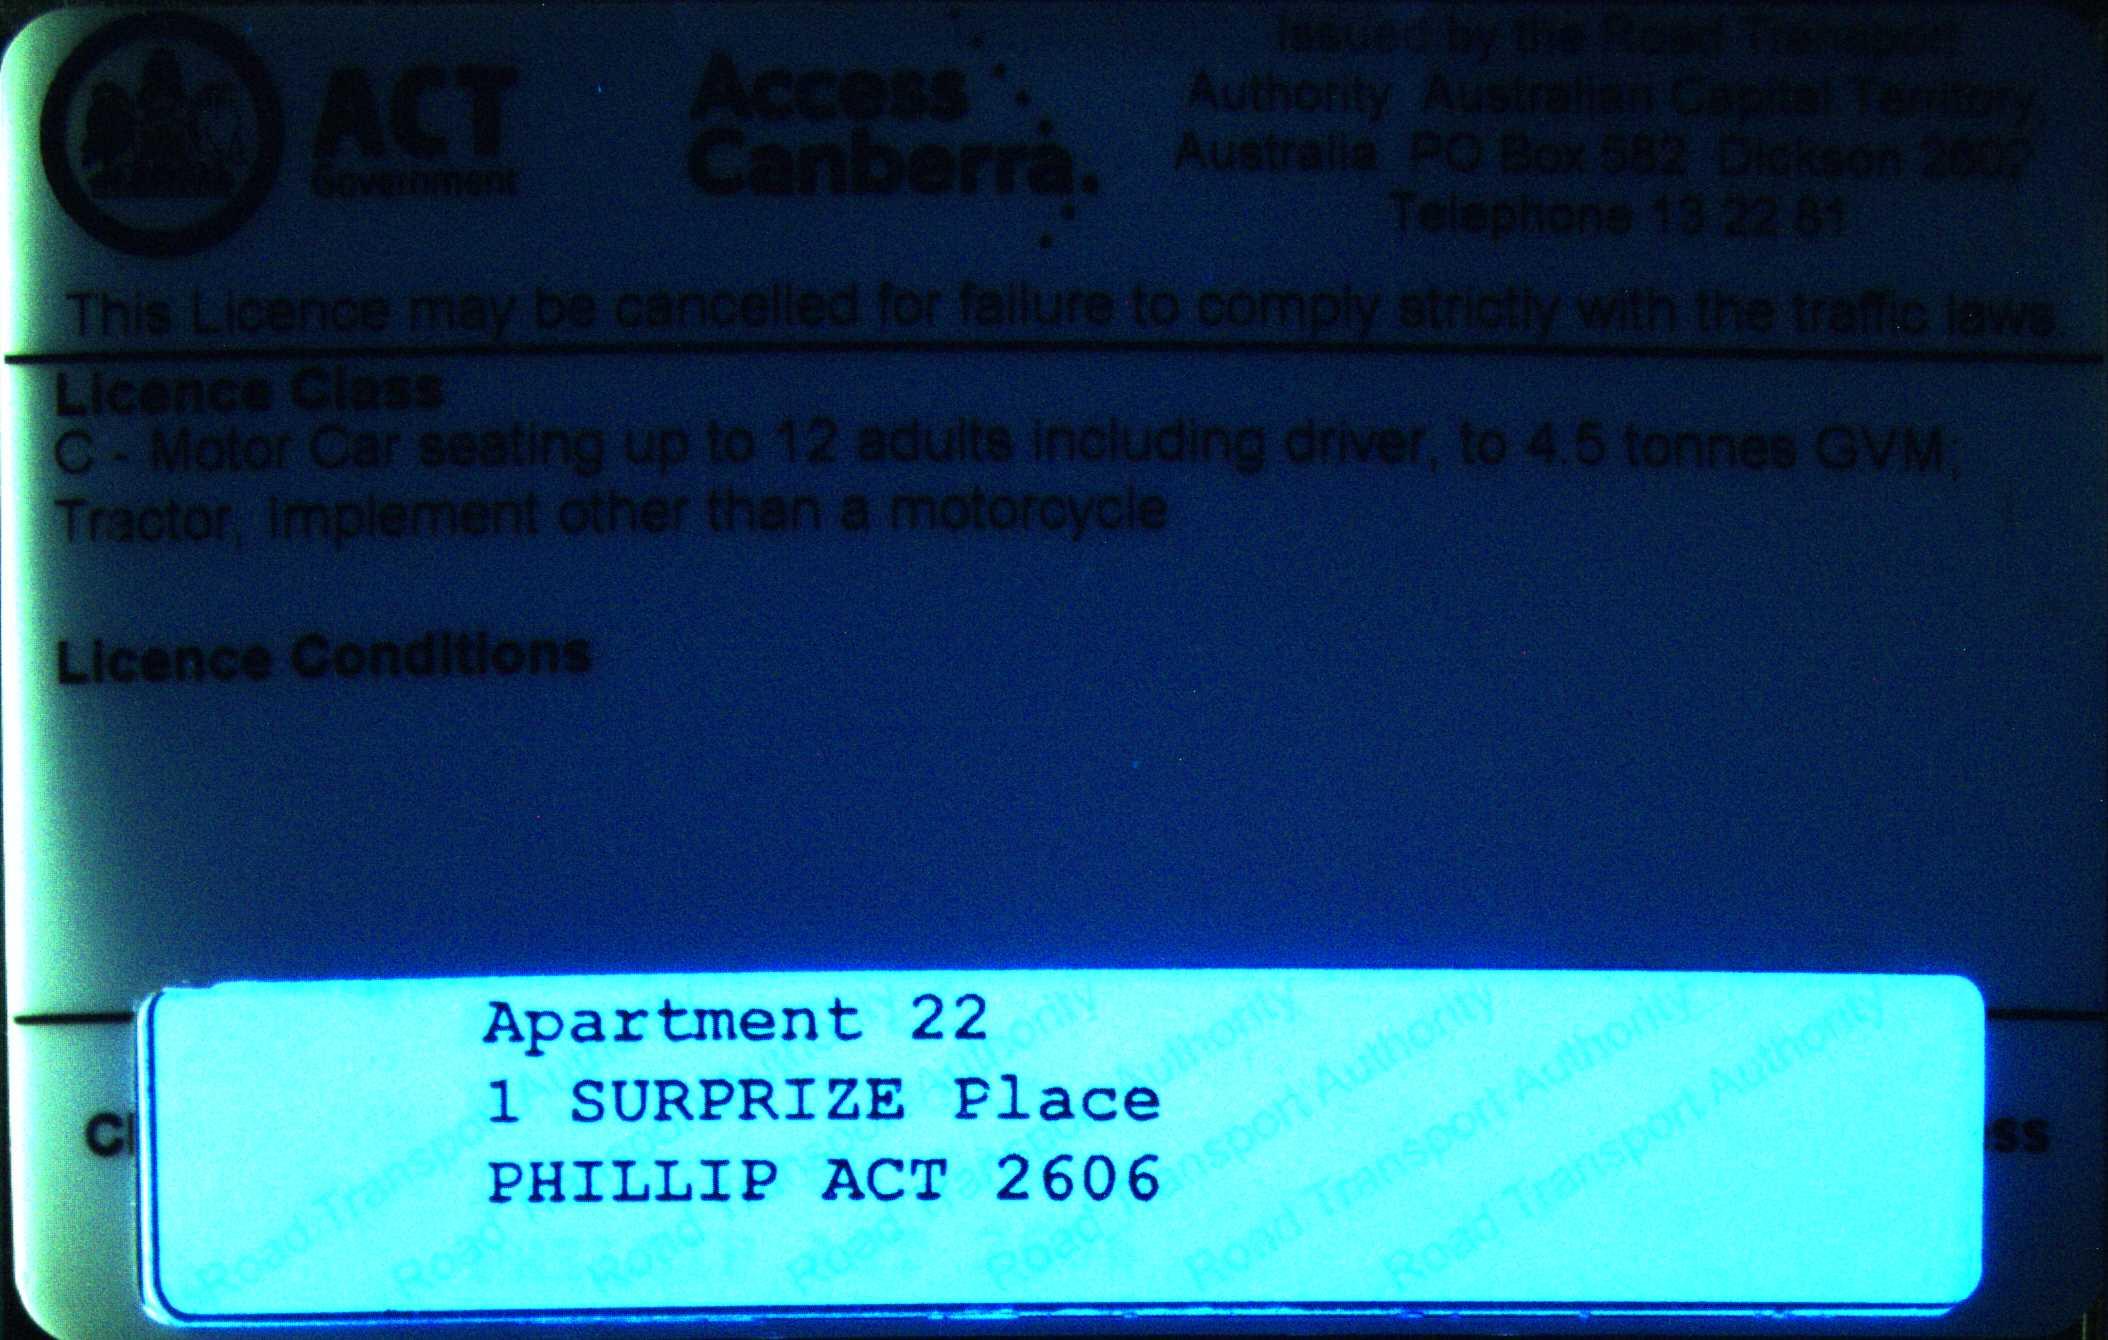 ACT
Government
Access
Canberra.
Issued by the Road Transport
Authority Australian Capital Territory
Australia PO Box 582 Dickson 2602
Telephone 13 22 81
This Licence may be cancelled for failure to comply strictly with the traffic laws.
Licence Class
C - Motor Car seating up to 12 adults including driver, to 4.5 tonnes GVM;
Tractor; Implement other than a motorcycle
Licence Conditions
Apartment 22
1 SURPRIZE Place
PHILLIP ACT 2606
Road Transport Authority
Road Transport Authority
Road Transport Authority
Road Transport Authority
Road Transport Authority
Road Transport Authority
Road Transport Authority